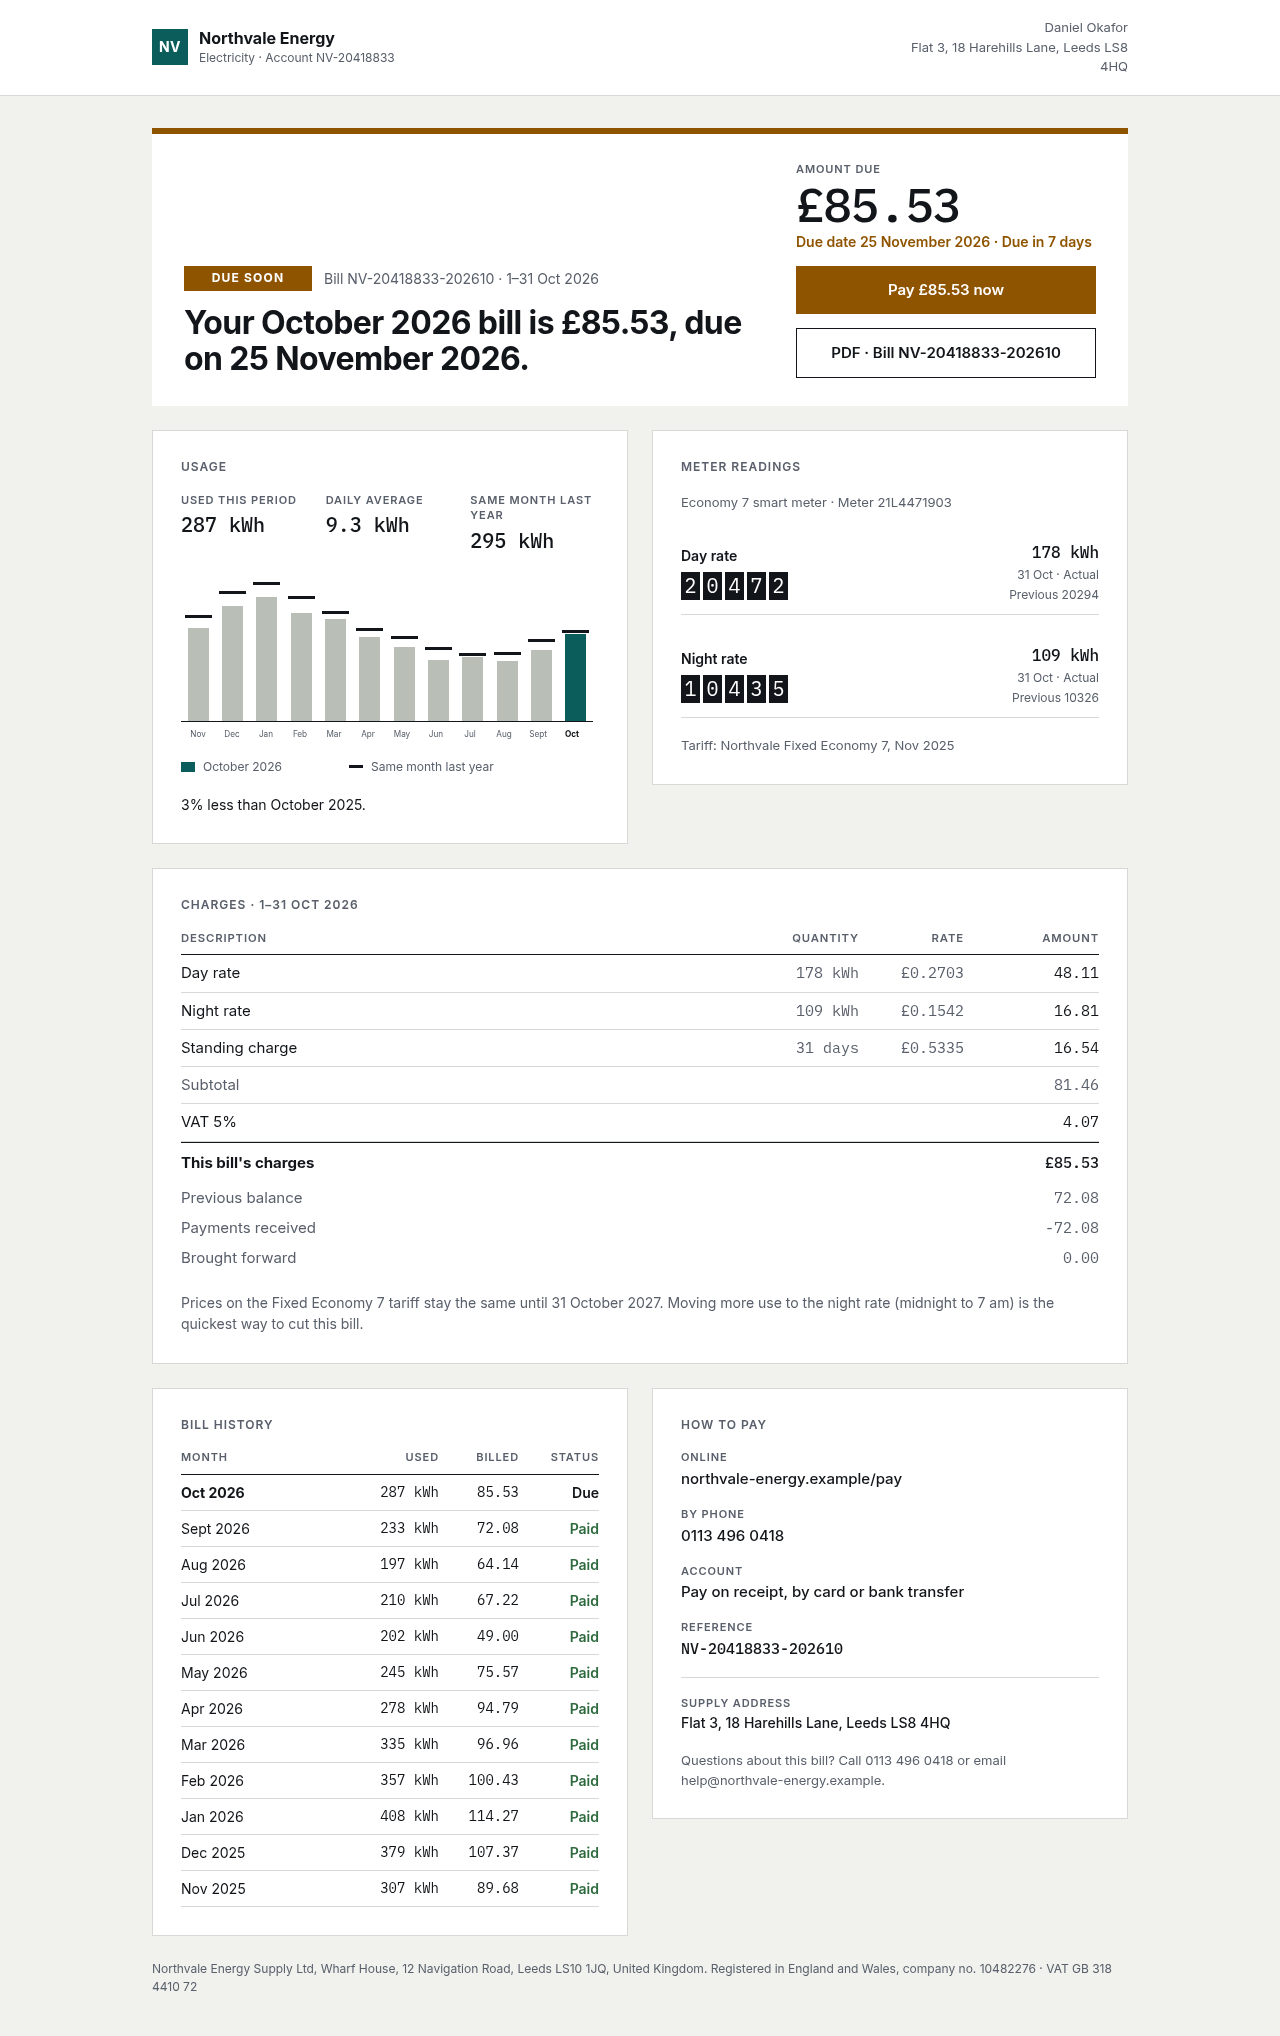 NV
Northvale Energy
Electricity · Account NV-20418833
Daniel Okafor
Flat 3, 18 Harehills Lane, Leeds LS8
4HQ
AMOUNT DUE
£85.53
Due date 25 November 2026 · Due in 7 days
DUE SOON
Bill NV-20418833-202610 · 1–31 Oct 2026
Your October 2026 bill is £85.53, due
on 25 November 2026.
Pay £85.53 now
PDF · Bill NV-20418833-202610
USAGE
USED THIS PERIOD
287 kWh
DAILY AVERAGE
9.3 kWh
SAME MONTH LAST
YEAR
295 kWh
Nov Dec Jan Feb Mar Apr May Jun Jul Aug Sept Oct
October 2026
Same month last year
3% less than October 2025.
METER READINGS
Economy 7 smart meter · Meter 21L4471903
Day rate
20472
178 kWh
31 Oct · Actual
Previous 20294
Night rate
10435
109 kWh
31 Oct · Actual
Previous 10326
Tariff: Northvale Fixed Economy 7, Nov 2025
CHARGES · 1–31 OCT 2026
DESCRIPTION QUANTITY RATE AMOUNT
Day rate 178 kWh £0.2703 48.11
Night rate 109 kWh £0.1542 16.81
Standing charge 31 days £0.5335 16.54
Subtotal 81.46
VAT 5% 4.07
This bill's charges £85.53
Previous balance 72.08
Payments received -72.08
Brought forward 0.00
Prices on the Fixed Economy 7 tariff stay the same until 31 October 2027. Moving more use to the night rate (midnight to 7 am) is the
quickest way to cut this bill.
BILL HISTORY
MONTH USED BILLED STATUS
Oct 2026 287 kWh 85.53 Due
Sept 2026 233 kWh 72.08 Paid
Aug 2026 197 kWh 64.14 Paid
Jul 2026 210 kWh 67.22 Paid
Jun 2026 202 kWh 49.00 Paid
May 2026 245 kWh 75.57 Paid
Apr 2026 278 kWh 94.79 Paid
Mar 2026 335 kWh 96.96 Paid
Feb 2026 357 kWh 100.43 Paid
Jan 2026 408 kWh 114.27 Paid
Dec 2025 379 kWh 107.37 Paid
Nov 2025 307 kWh 89.68 Paid
HOW TO PAY
ONLINE
northvale-energy.example/pay
BY PHONE
0113 496 0418
ACCOUNT
Pay on receipt, by card or bank transfer
REFERENCE
NV-20418833-202610
SUPPLY ADDRESS
Flat 3, 18 Harehills Lane, Leeds LS8 4HQ
Questions about this bill? Call 0113 496 0418 or email
help@northvale-energy.example.
Northvale Energy Supply Ltd, Wharf House, 12 Navigation Road, Leeds LS10 1JQ, United Kingdom. Registered in England and Wales, company no. 10482276 · VAT GB 318
4410 72